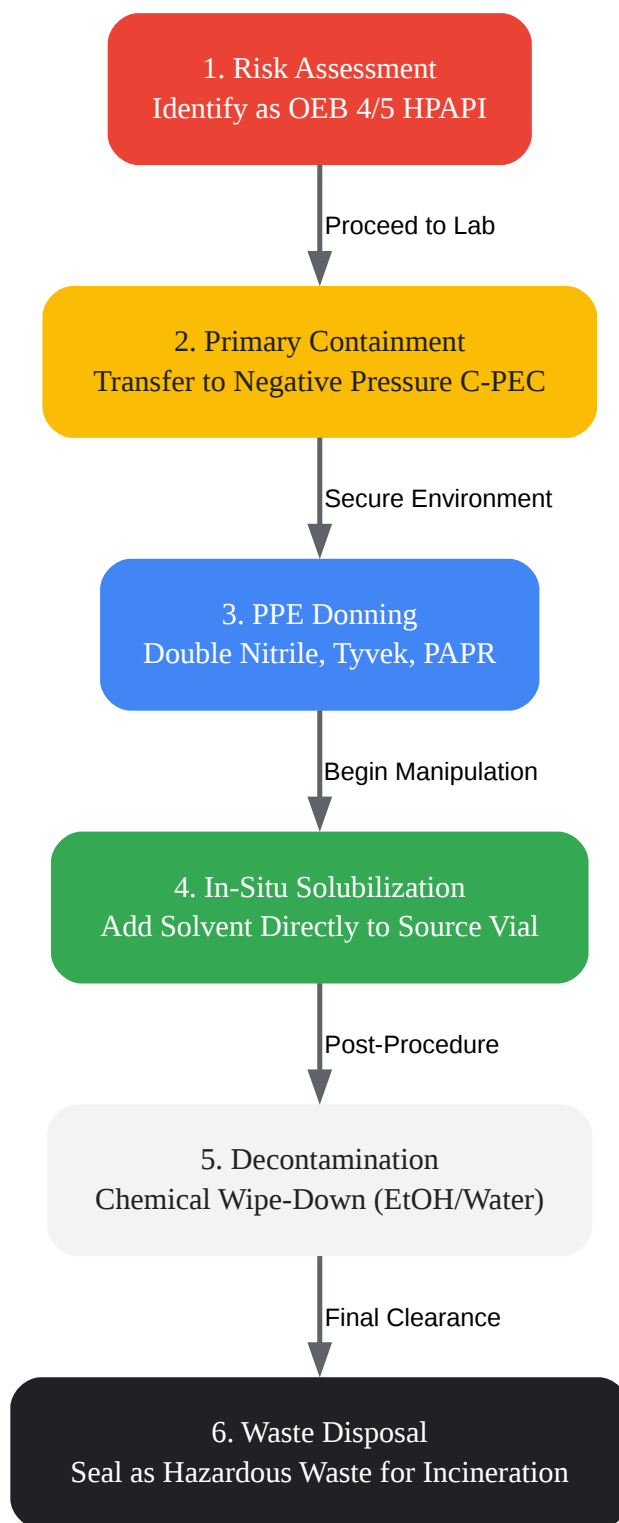 1. Risk Assessment
Identify as OEB 4/5 HPAPI
Proceed to Lab
2. Primary Containment
Transfer to Negative Pressure C-PEC
Secure Environment
3. PPE Donning
Double Nitrile, Tyvek, PAPR
Begin Manipulation
4. In-Situ Solubilization
Add Solvent Directly to Source Vial
Post-Procedure
5. Decontamination
Chemical Wipe-Down (EtOH/Water)
Final Clearance
6. Waste Disposal
Seal as Hazardous Waste for Incineration